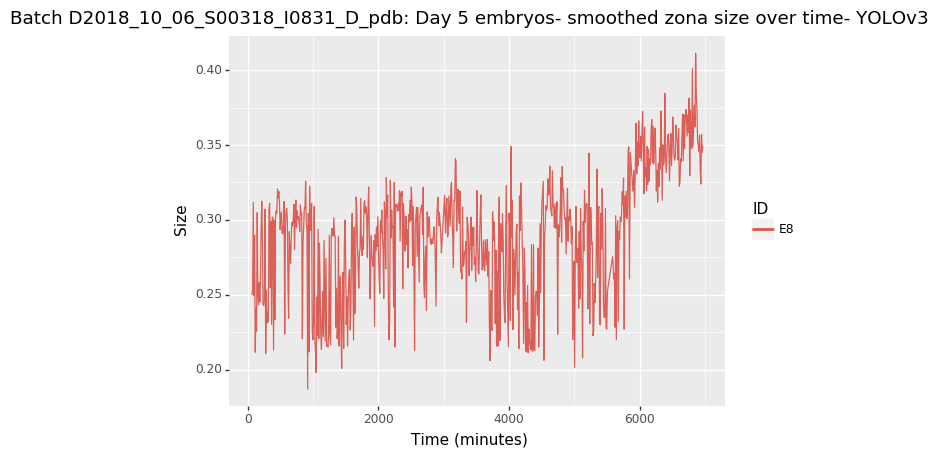 Batch D2018_10_06_S00318_I0831_D_pdb: Day 5 embryos- smoothed zona size over time- YOLOv3
0.40
0.35
0.30
0.25
0.20
Size
0
2000
4000
6000
Time (minutes)
ID
E8